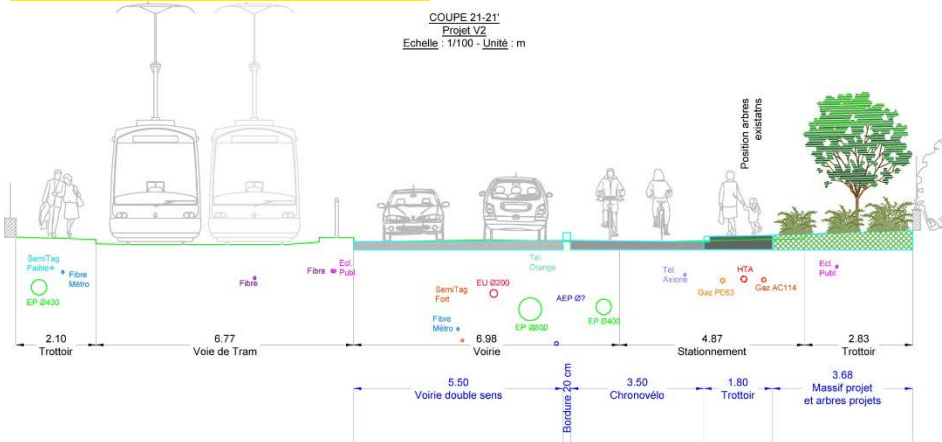 COUPE 21-21'
Projet V2
Echelle : 1/100 - Unité : m
Position arbres
existatns
SemiTag
Faible
Fibre
Métro
EP Ø400
Fibre
Fibre
Ecl.
Publ.
SemiTag
Fort
Fibre
Métro
EU Ø200
Tél.
Orange
EP Ø800
AEP Ø?
EP Ø400
Tél.
Axione
Gaz PE63
HTA
Gaz AC114
Ecl.
Publ.
2.10
Trottoir
6.77
Voie de Tram
6.98
Voirie
4.87
Stationnement
2.83
Trottoir
5.50
Voirie double sens
Bordure 20 cm
3.50
Chronovélo
1.80
Trottoir
3.68
Massif projet
et arbres projets